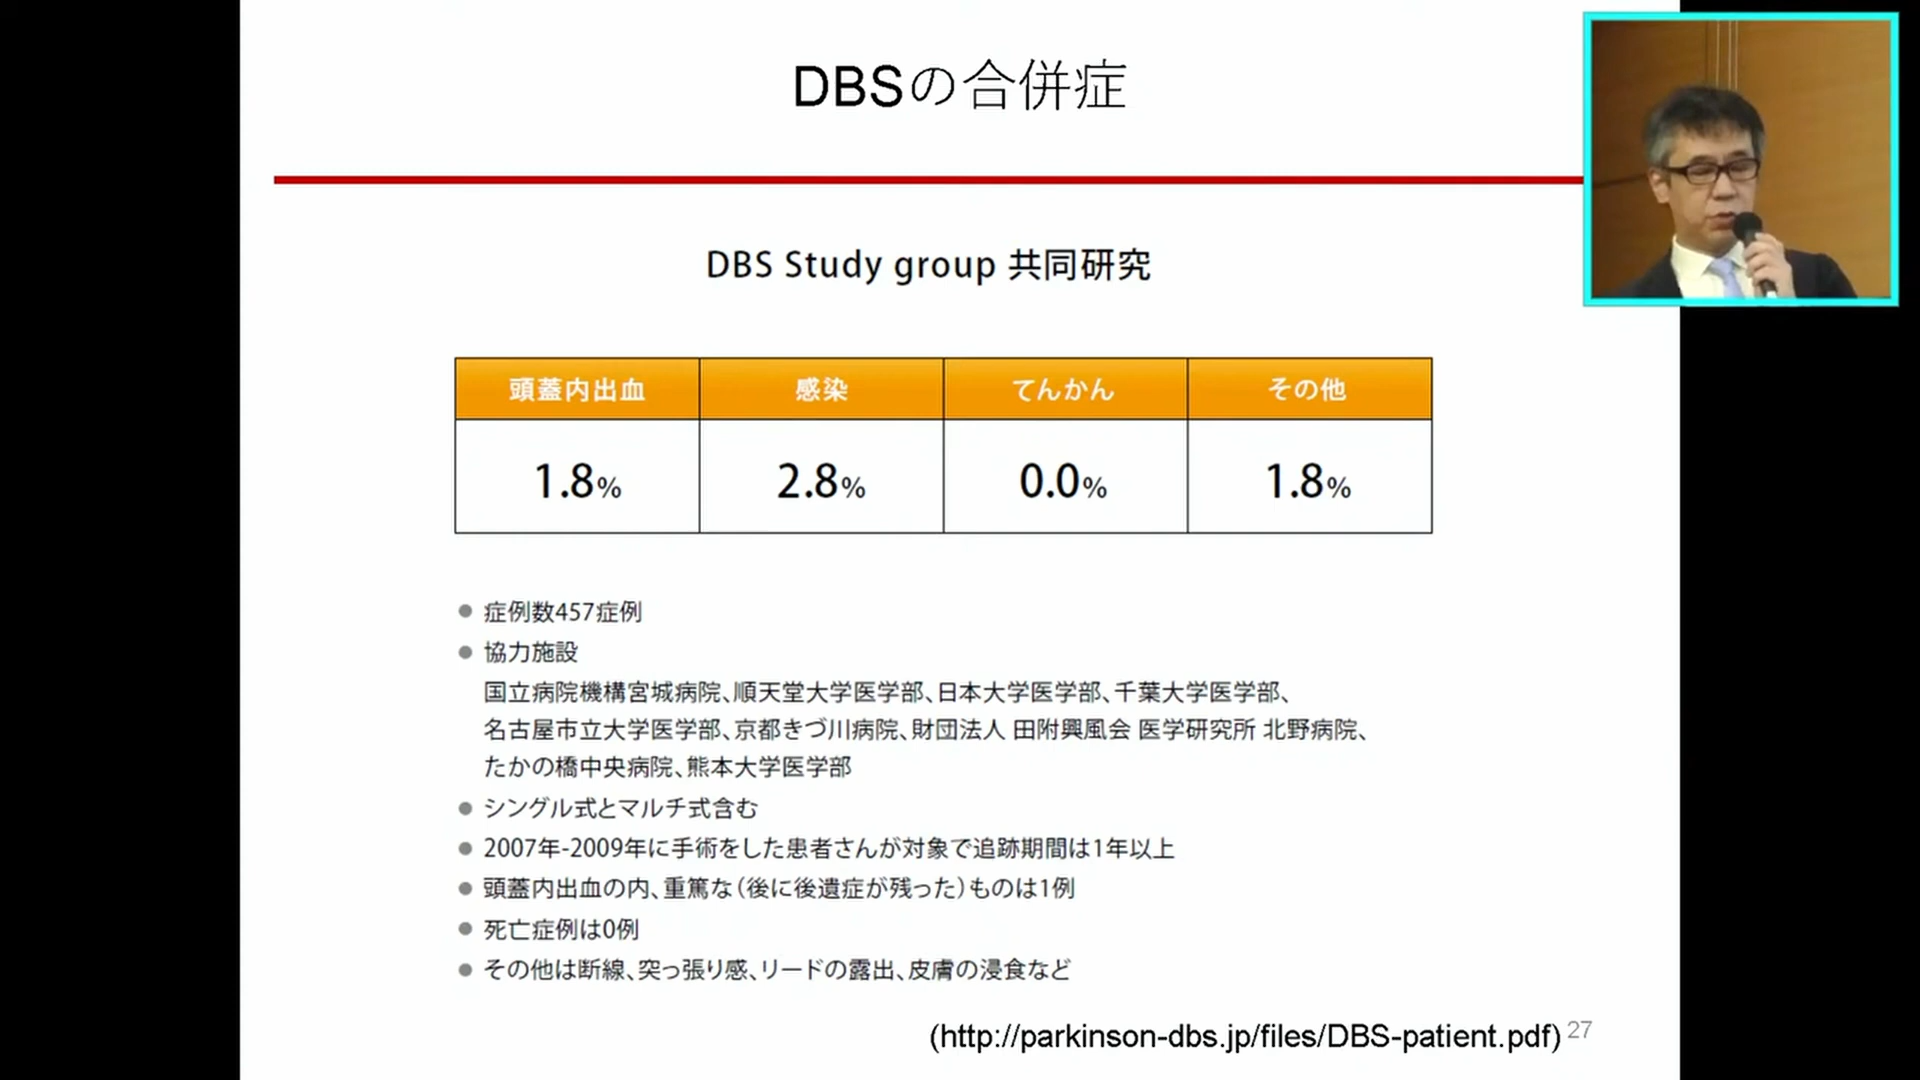 DBSの合併症
DBS Study group 共同研究
頭蓋内出血 感染 てんかん その他
1.8% 2.8% 0.0% 1.8%
● 症例数457症例
● 協力施設
国立病院機構宮城病院、順天堂大学医学部、日本大学医学部、千葉大学医学部、
名古屋市立大学医学部、京都きづ川病院、財団法人 田附興風会 医学研究所 北野病院、
たかの橋中央病院、熊本大学医学部
● シングル式とマルチ式含む
● 2007年-2009年に手術をした患者さんが対象で追跡期間は1年以上
● 頭蓋内出血の内、重篤な(後に後遺症が残った)ものは1例
● 死亡症例は0例
● その他は断線、突っ張り感、リードの露出、皮膚の浸食など
(http://parkinson-dbs.jp/files/DBS-patient.pdf) 27